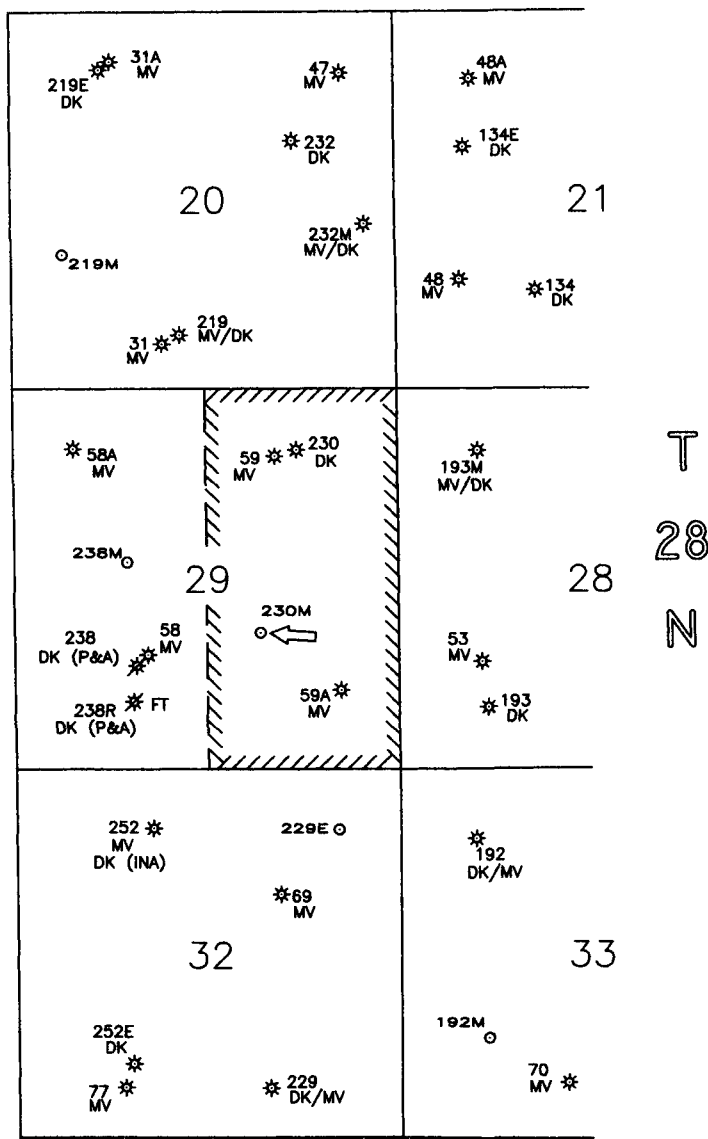 31A
MV
219E
DK
47
MV
232
DK
20
232M
MV/DK
219M
219
MV/DK
31
MV
48A
MV
134E
DK
21
48
MV
134
DK
58A
MV
59
MV
230
DK
238M
29
230M
238
DK (P&A)
58
MV
238R
DK (P&A)
FT
59A
MV
193M
MV/DK
28
53
MV
193
DK
T
28
N
252
MV
DK (INA)
229E
69
MV
32
252E
DK
77
MV
229
DK/MV
192
DK/MV
33
192M
70
MV